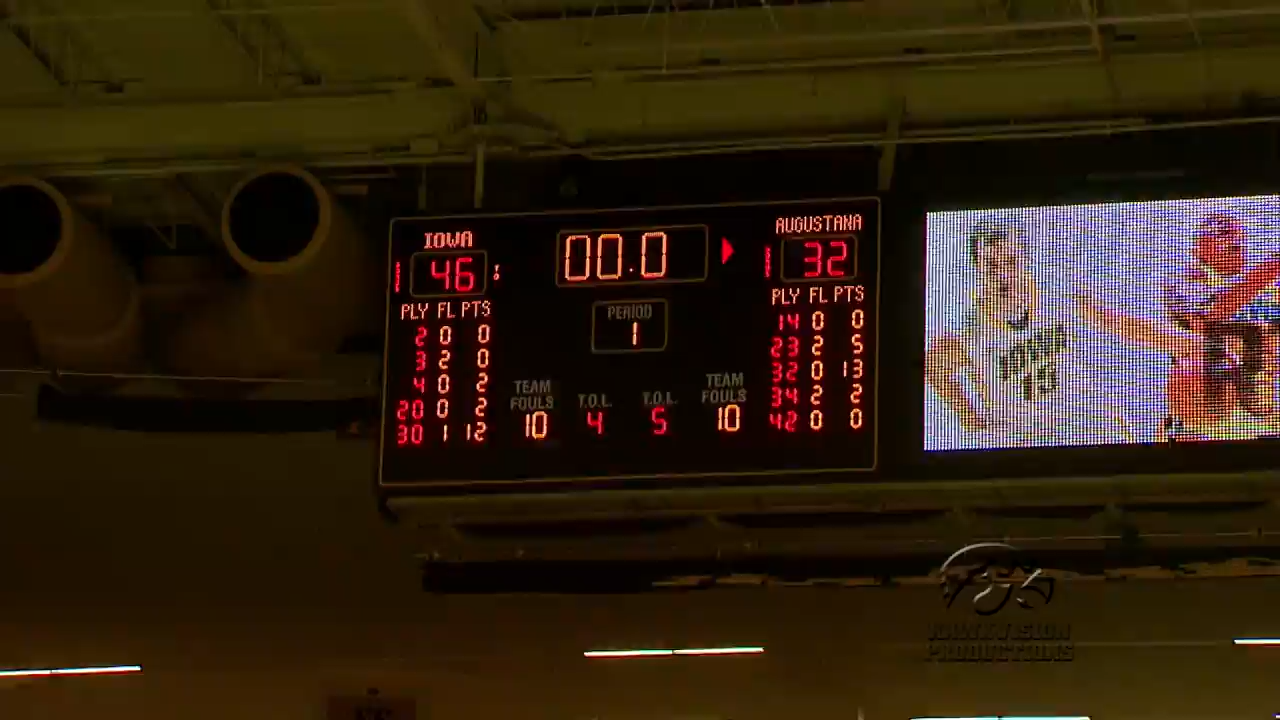 IOWA
46
PLY FL PTS
2 0 0
3 2 0
4 0 2
20 0 2
30 1 12
00.0
PERIOD
1
TEAM FOULS
10
T.O.L.
4
T.O.L.
5
TEAM FOULS
10
AUGUSTANA
32
PLY FL PTS
14 0 0
23 2 5
32 0 13
34 2 2
42 0 0
HAWKVISION
PRODUCTIONS